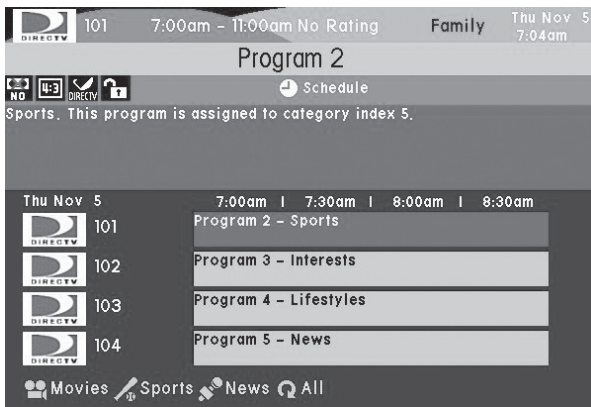 DIRECTV 101 7:00am - 11:00am No Rating Family Thu Nov 5
7:04am
Program 2
NO 4:3 DIRECTV Schedule
Sports. This program is assigned to category index 5.
Thu Nov 5 7:00am | 7:30am | 8:00am | 8:30am
DIRECTV 101 Program 2 - Sports
DIRECTV 102 Program 3 - Interests
DIRECTV 103 Program 4 - Lifestyles
DIRECTV 104 Program 5 - News
Movies Sports News All